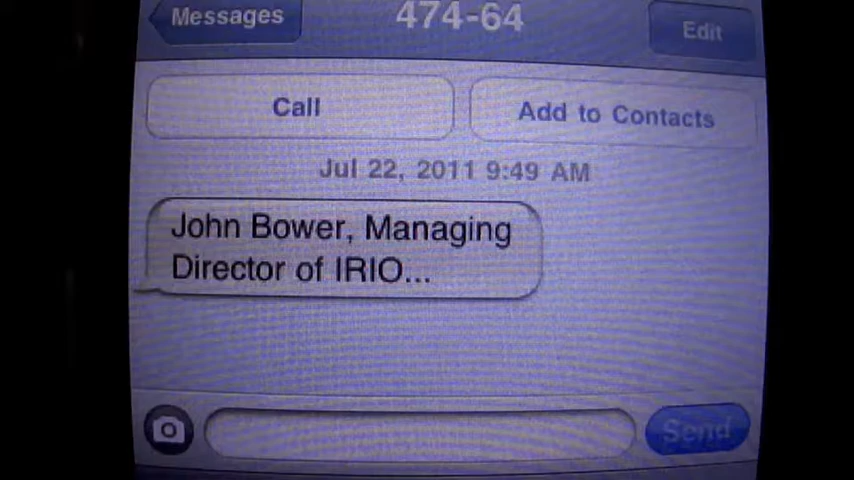 Messages 474-64 Edit
Call Add to Contacts
Jul 22, 2011 9:49 AM
John Bower, Managing
Director of IRIO...
Send